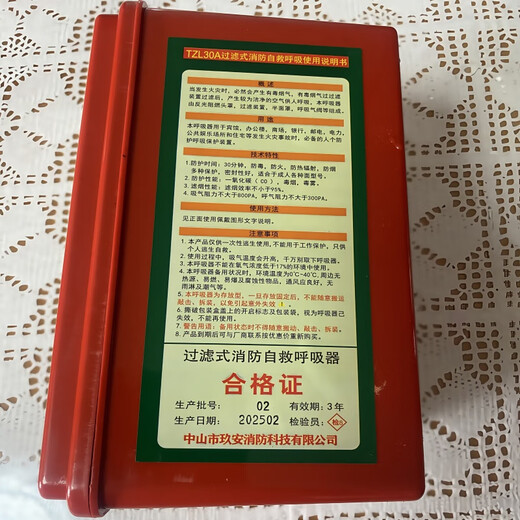 TZL30A过滤式消防自救呼吸使用说明书
概述
当发生火灾时,必然会产生有毒烟气,有毒烟气过过滤
装置过滤后,产生较为洁净的空气供人呼吸,本呼吸器
由反光阻燃头罩,过滤装置,半面罩,呼吸气阀等组成。
用途
本呼吸器用于宾馆,办公楼,商场,银行,邮电,电力,
公共娱乐场所和住宅等发生火灾事故时,必备的人个防
护呼吸保护装置。
技术特性
1.防护时间:30分钟,防毒、防火、防热辐射,防烟
多种保护。密封性好,适合于成人各种面型号。
2.防护性能:一氧化碳(CO),毒烟,毒雾。
3.滤烟性能:滤烟效率不小于95%。
4.吸气阻力不大于800PA,呼气阻力不大于300PA。
使用方法
见正面使用佩戴图形文字说明。
注意事项
1.本产品仅供一次性逃生使用,不能用于工作保护,只供
个人逃生自救。
2.使用过程中,吸气温度会升高,千万别取下呼吸器。
3.本呼吸器不能在氧气浓度低于17%的环境中使用。
4.本呼吸器备用状况时,环境温度为0℃-40℃,周边无
热源、易燃、易爆及腐蚀物品,通风应良好,无
雨淋及潮气等。
5.本呼吸器为存放型,一旦存放固定后,不能随意搬运
敲击、拆装,以免引起意外失效!
6.撕破包装盒盖上的开启标志及包装袋,视为呼吸器已
失效,不能再使用。
7.警告用语:备用状态时不得随意搬动、敲击、拆装。
8.产品到期后可与厂商联系按优惠价重新购买。
过滤式消防自救呼吸器
合格证
生产批号: 02 有效期:3年
生产日期:202502 检验员:
中山市玖安消防科技有限公司